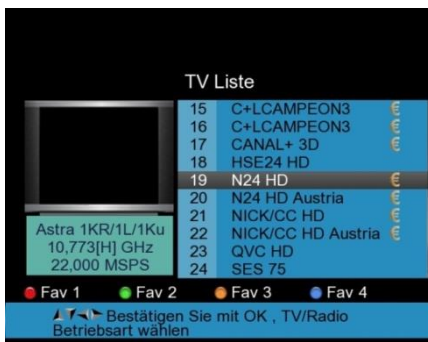 TV Liste
15 C+LCAMPEON3 €
16 C+LCAMPEON3 €
17 CANAL+ 3D €
18 HSE24 HD
19 N24 HD €
20 N24 HD Austria €
21 NICK/CC HD €
22 NICK/CC HD Austria €
23 QVC HD
24 SES 75
Astra 1KR/1L/1Ku
10,773[H] GHz
22,000 MSPS
Fav 1 Fav 2 Fav 3 Fav 4
Bestätigen Sie mit OK , TV/Radio
Betriebsart wählen